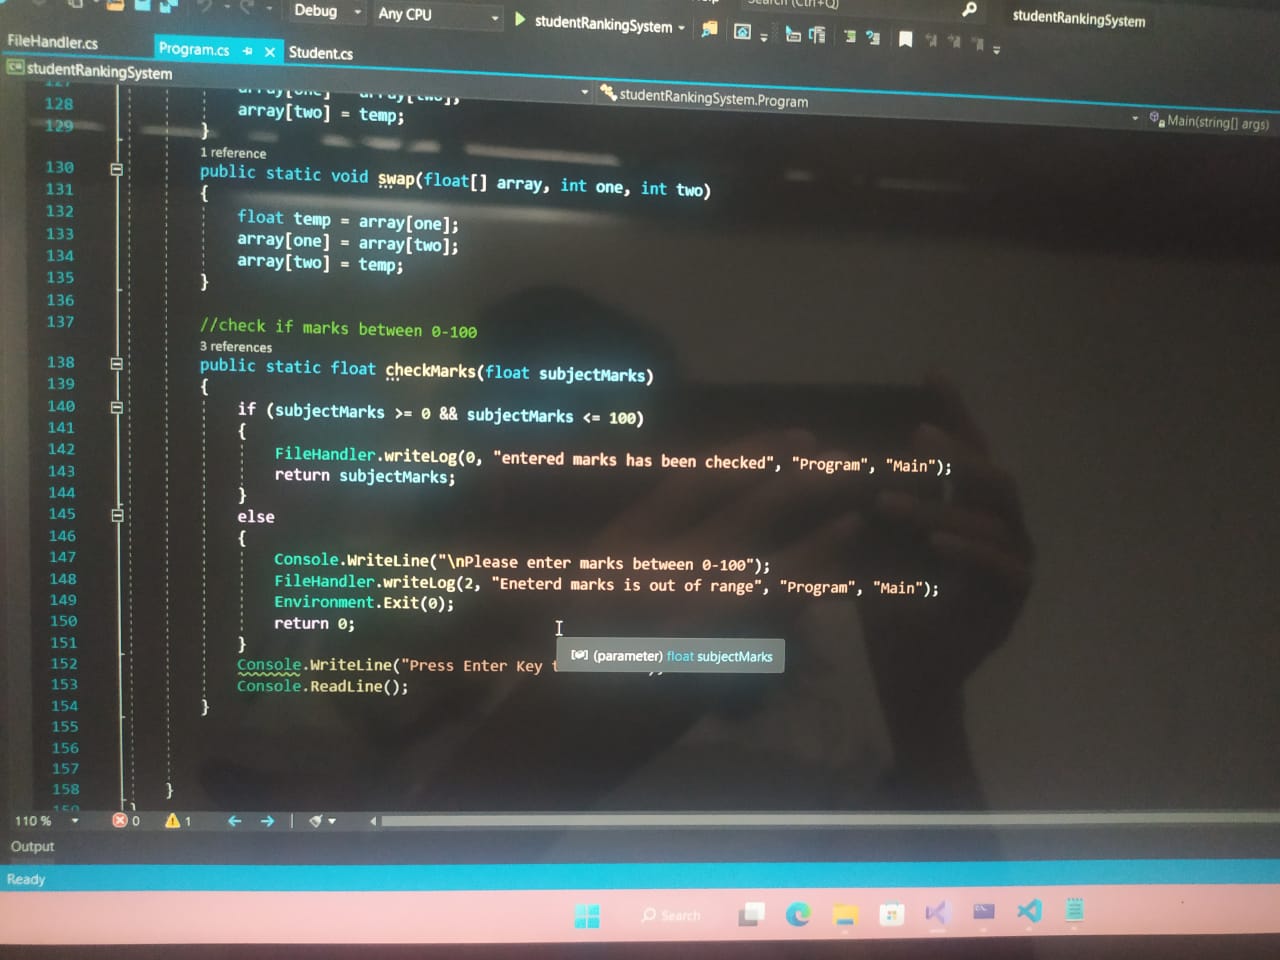 Debug
Any CPU
studentRankingSystem
studentRankingSystem
FileHandler.cs
Program.cs
Student.cs
studentRankingSystem
studentRankingSystem.Program
Main(string[] args)
128 array[two] = temp;
129 }
1 reference
130 public static void swap(float[] array, int one, int two)
131 {
132 float temp = array[one];
133 array[one] = array[two];
134 array[two] = temp;
135 }
136
137 //check if marks between 0-100
3 references
138 public static float checkMarks(float subjectMarks)
139 {
140 if (subjectMarks >= 0 && subjectMarks <= 100)
141 {
142 FileHandler.writeLog(0, "entered marks has been checked", "Program", "Main");
143 return subjectMarks;
144 }
145 else
146 {
147 Console.WriteLine("\nPlease enter marks between 0-100");
148 FileHandler.writeLog(2, "Eneterd marks is out of range", "Program", "Main");
149 Environment.Exit(0);
150 return 0;
151 }
(parameter) float subjectMarks
152 Console.WriteLine("Press Enter Key
153 Console.ReadLine();
154 }
155
156
157
158 }
110 %
0
1
Output
Ready
Search